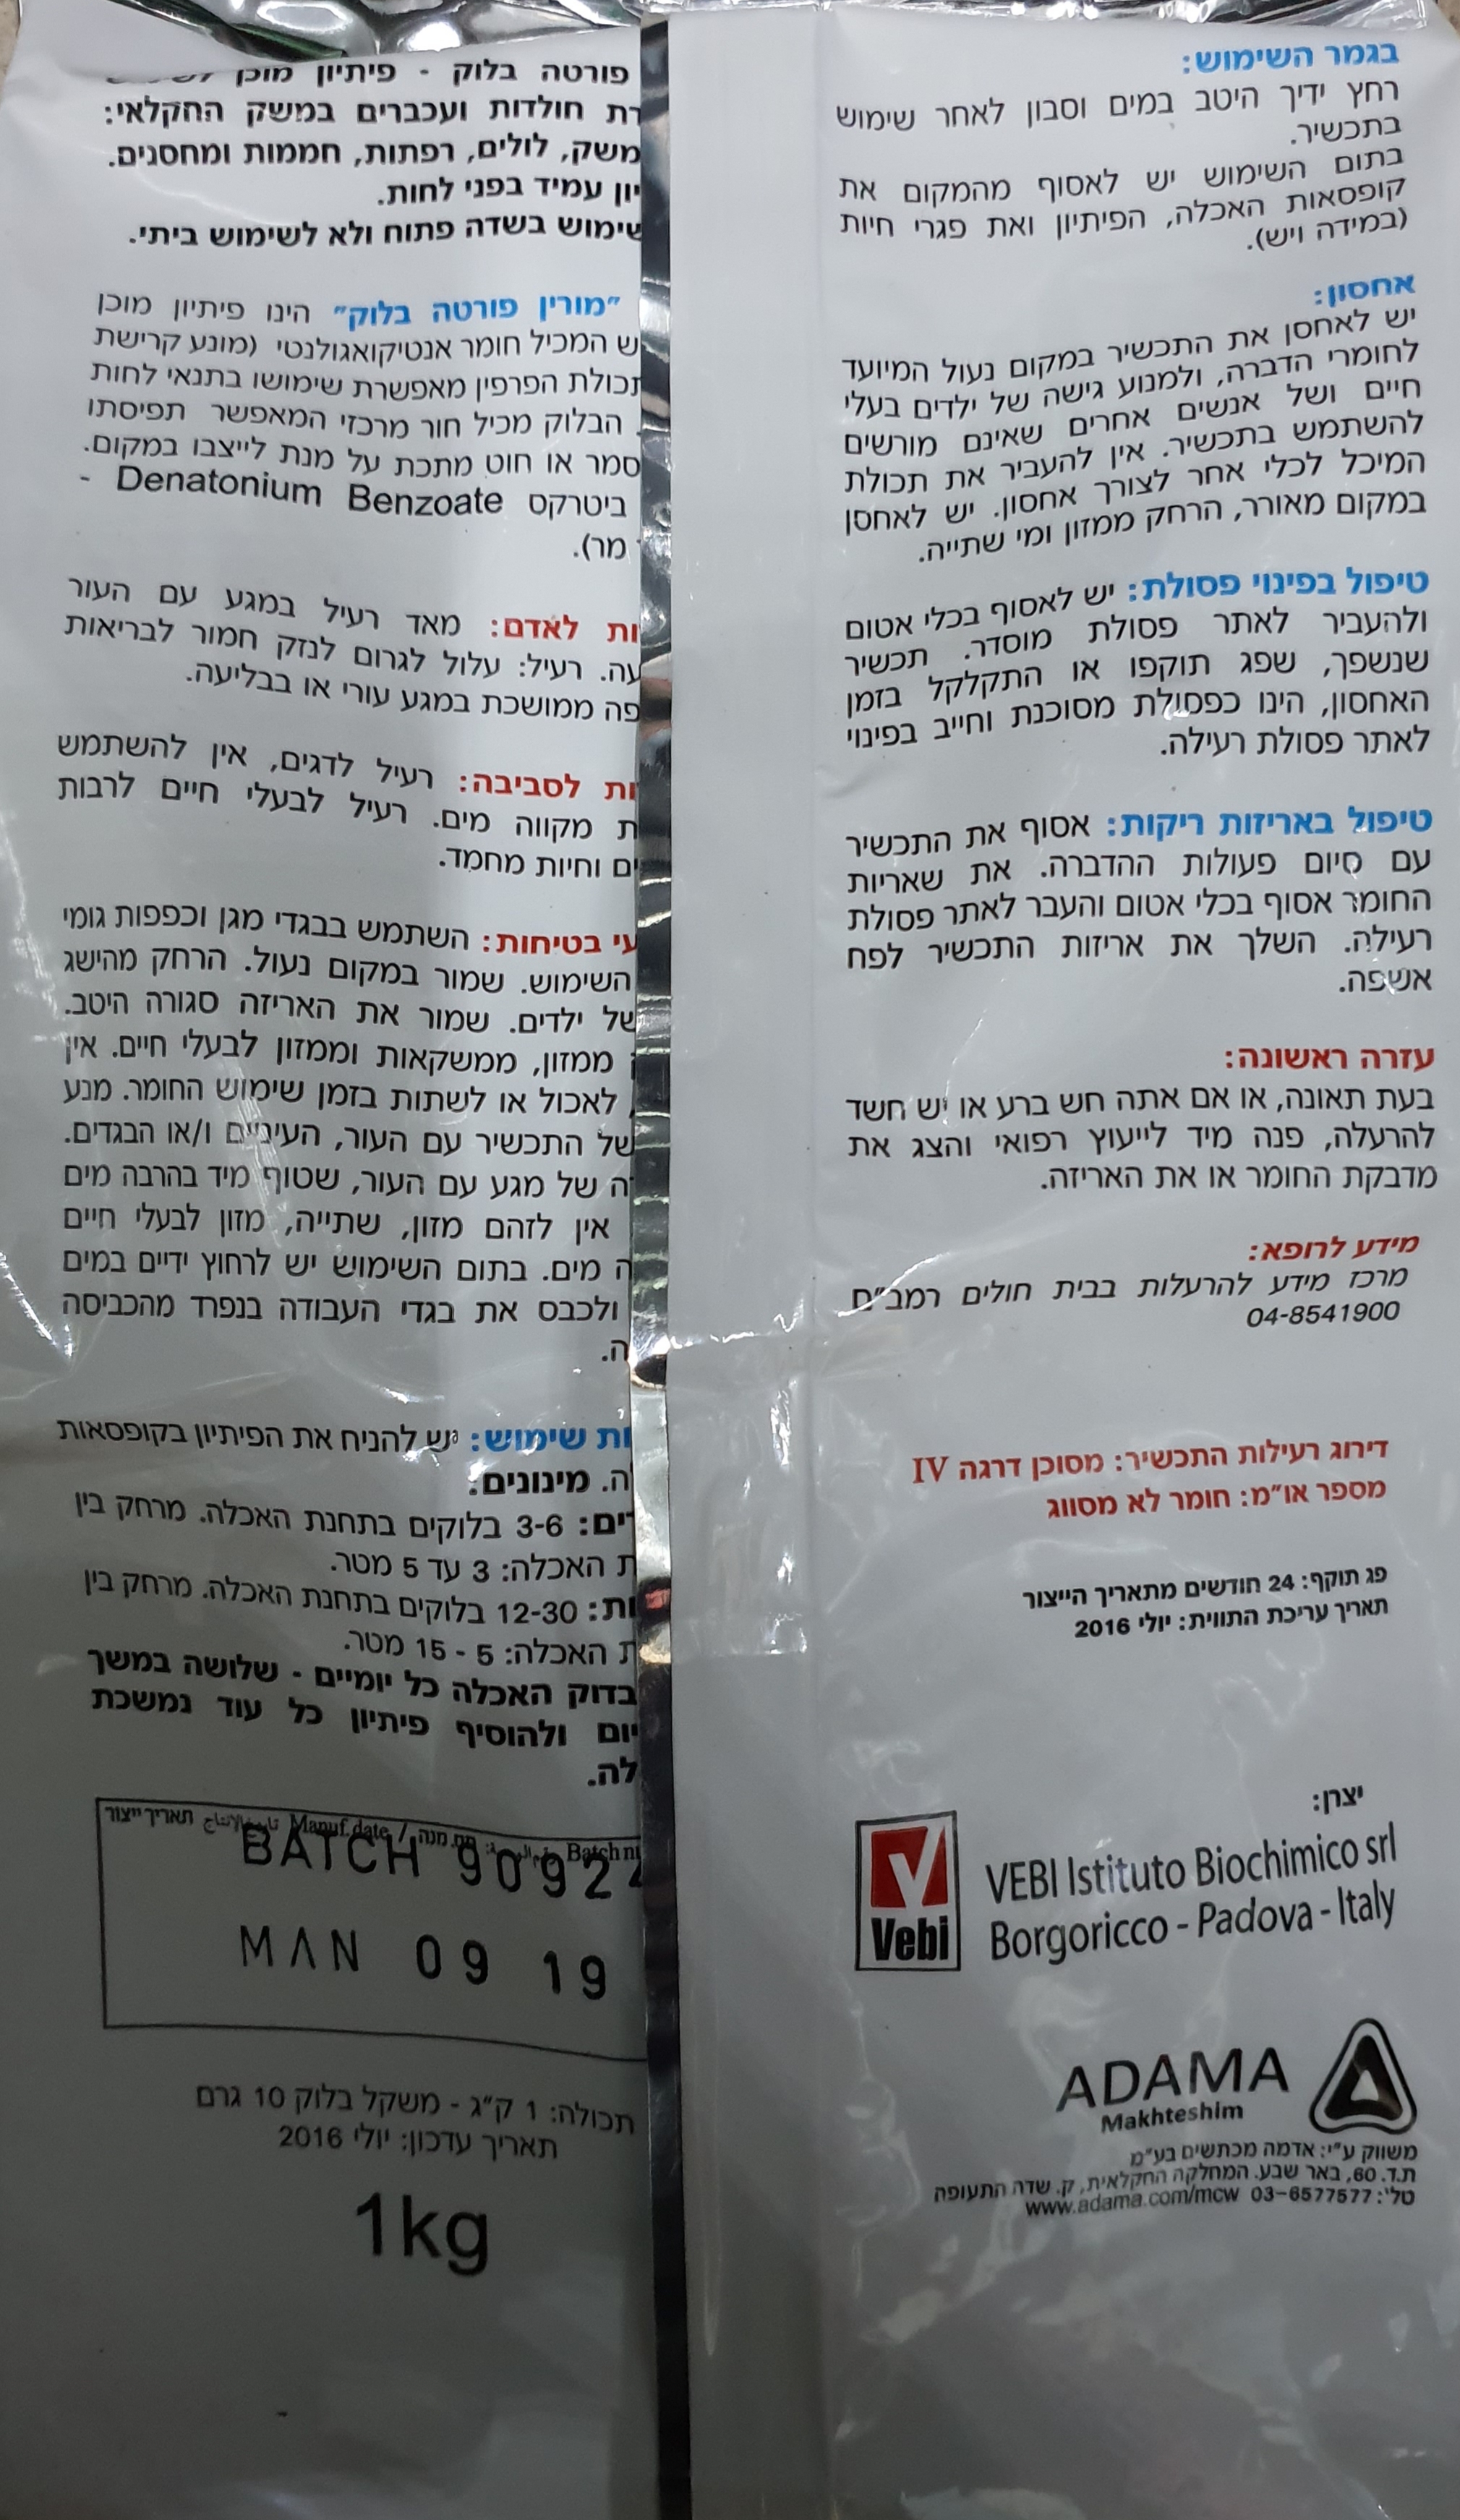 בגמר השימוש:
רחץ ידיך היטב במים וסבון לאחר שימוש
בתכשיר.
בתום השימוש יש לאסוף מהמקום את
קופסאות האכלה, הפיתיון ואת פגרי חיות
(במידה ויש).
אחסון:
יש לאחסן את התכשיר במקום נעול המיועד
לחומרי הדברה, ולמנוע גישה של ילדים בעלי
חיים ושל אנשים אחרים שאינם מורשים
להשתמש בתכשיר. אין להעביר את תכולת
המיכל לכלי אחר לצורך אחסון. יש לאחסן
במקום מאורר, הרחק ממזון ומי שתייה.
טיפול בפינוי פסולת: יש לאסוף בכלי אטום
ולהעביר לאתר פסולת מוסדר. תכשיר
שנשפך, שפג תוקפו או התקלקל בזמן
האחסון, הינו כפסולת מסוכנת וחייב בפינוי
לאתר פסולת רעילה.
טיפול באריזות ריקות: אסוף את התכשיר
עם סיום פעולות ההדברה. את שאריות
החומר אסוף בכלי אטום והעבר לאתר פסולת
רעילה. השלך את אריזות התכשיר לפח
אשפה.
עזרה ראשונה:
בעת תאונה, או אם אתה חש ברע או יש חשד
להרעלה, פנה מיד לייעוץ רפואי והצג את
מדבקת החומר או את האריזה.
מידע לרופא:
מרכז מידע להרעלות בבית חולים רמב"ם
04-8541900
דירוג רעילות התכשיר: מסוכן דרגה IV
מספר או"מ: חומר לא מסווג
פג תוקף: 24 חודשים מתאריך הייצור
תאריך עריכת התווית: יולי 2016
יצרן:
Vebi
VEBI Istituto Biochimico srl
Borgoricco - Padova - Italy
ADAMA
Makhteshim
משווק ע"י: אדמה מכתשים בע"מ
ת.ד. 60, באר שבע. המחלקה החקלאית, ק. שדה התעופה
טל': 03-6577577 www.adama.com/mcw
פורטה בלוק - פיתיון מוכן
חולדות ועכברים במשק החקלאי:
משק, לולים, רפתות, חממות ומחסנים.
עמיד בפני לחות.
בשדה פתוח ולא לשימוש ביתי.
"מורין פורטה בלוק" הינו פיתיון מוכן
המכיל חומר אנטיקואגולנטי (מונע קרישת
הפרפין מאפשרת שימושו בתנאי לחות
הבלוק מכיל חור מרכזי המאפשר תפיסתו
או חוט מתכת על מנת לייצבו במקום.
ביטרקס Denatonium Benzoate -
מר).
לאדם: מאד רעיל במגע עם העור
רעיל: עלול לגרום לנזק חמור לבריאות
ממושכת במגע עורי או בבליעה.
לסביבה: רעיל לדגים, אין להשתמש
מקווה מים. רעיל לבעלי חיים לרבות
וחיות מחמד.
בטיחות: השתמש בבגדי מגן וכפפות גומי
השימוש. שמור במקום נעול. הרחק מהישג
של ילדים. שמור את האריזה סגורה היטב.
ממזון, ממשקאות וממזון לבעלי חיים. אין
לאכול או לשתות בזמן שימוש החומר. מנע
של התכשיר עם העור, העיניים ו/או הבגדים.
של מגע עם העור, שטוף מיד בהרבה מים
אין לזהם מזון, שתייה, מזון לבעלי חיים
מים. בתום השימוש יש לרחוץ ידיים במים
ולכבס את בגדי העבודה בנפרד מהכביסה
שימוש: יש להניח את הפיתיון בקופסאות
מינונים:
3-6 בלוקים בתחנת האכלה. מרחק בין
האכלה: 3 עד 5 מטר.
12-30 בלוקים בתחנת האכלה. מרחק בין
האכלה: 5 - 15 מטר.
האכלה כל יומיים - שלושה במשך
יום ולהוסיף פיתיון כל עוד נמשכת
Manuf.date / תאריך ייצור
BATCH 9092
MAN 09 19
תכולה: 1 ק"ג - משקל בלוק 10 גרם
תאריך עדכון: יולי 2016
1kg